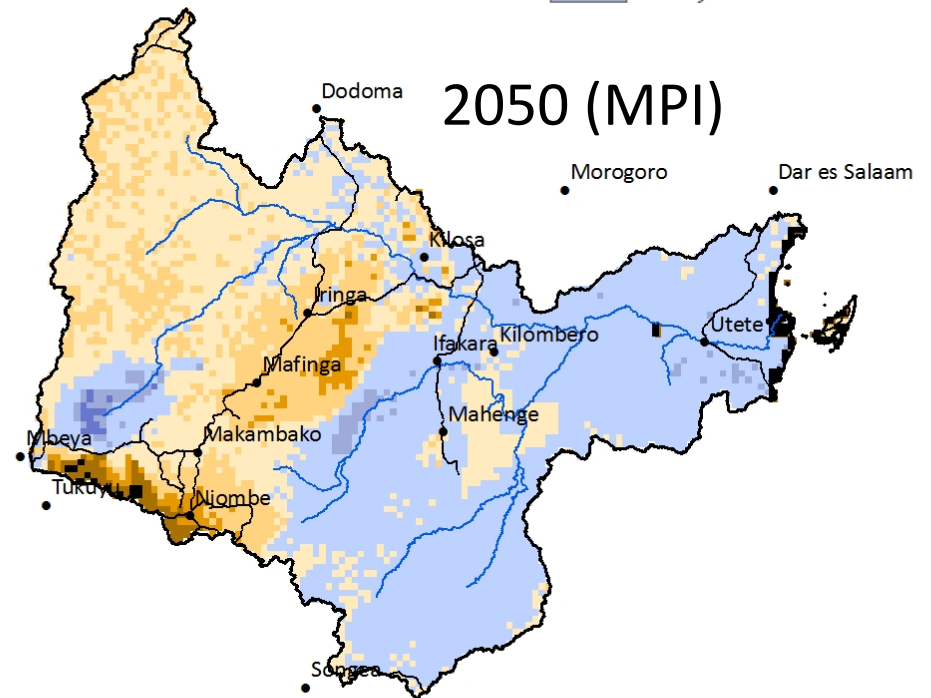 Dodoma
2050 (MPI)
Morogoro
Dar es Salaam
Kilosa
Iringa
Utete
Kilombero
Ifakara
Mafinga
Mahenge
Makambako
Mbeya
Tukuyu
Njombe
Songea